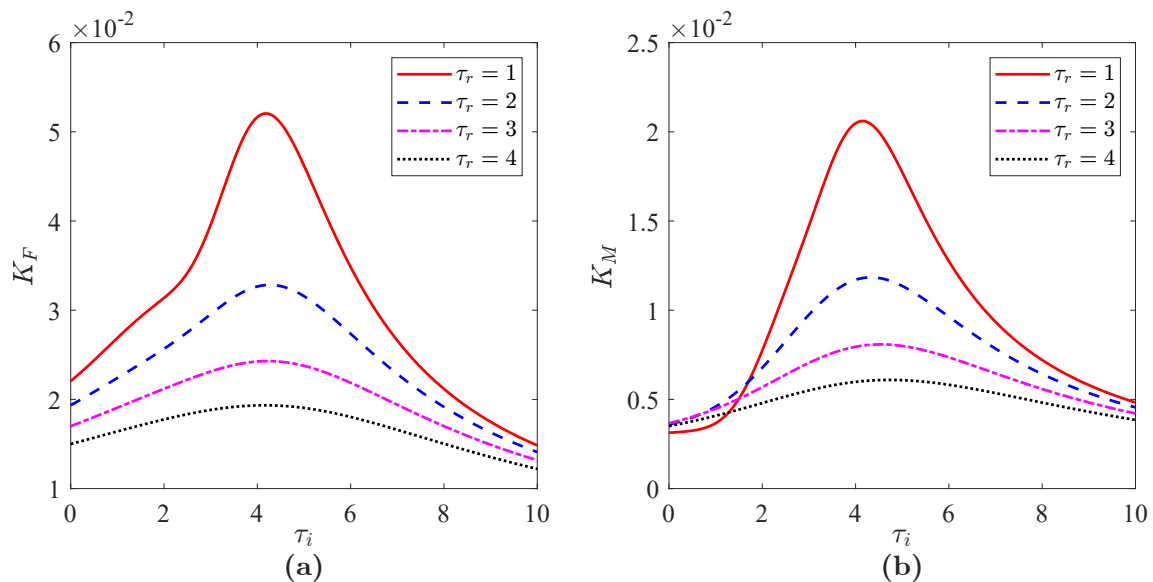 ×10⁻²
6
5
4
3
2
1
K_F
0 2 4 6 8 10
τ_i
τ_r = 1
τ_r = 2
τ_r = 3
τ_r = 4
(a)
×10⁻²
2.5
2
1.5
1
0.5
0
K_M
0 2 4 6 8 10
τ_i
τ_r = 1
τ_r = 2
τ_r = 3
τ_r = 4
(b)